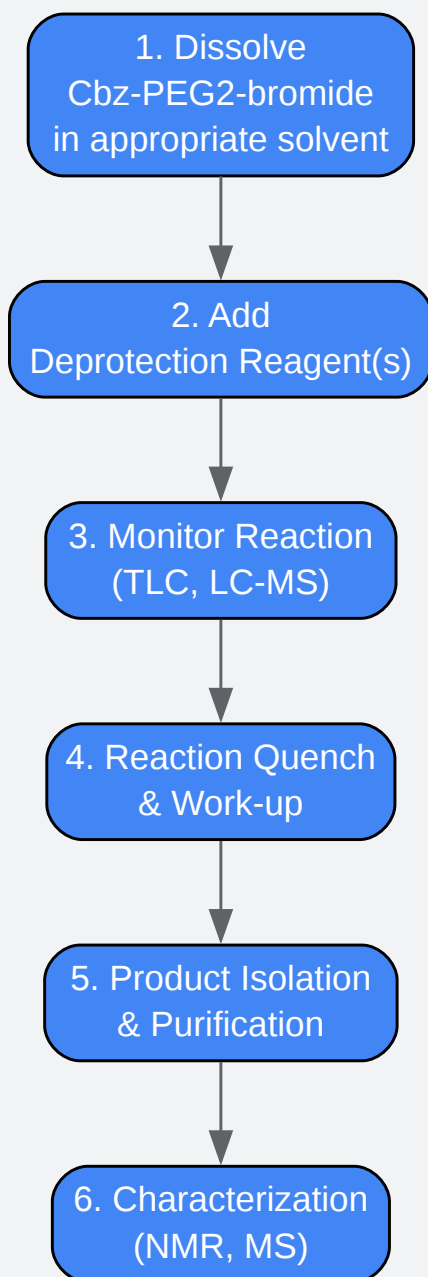 1. Dissolve
Cbz-PEG2-bromide
in appropriate solvent
2. Add
Deprotection Reagent(s)
3. Monitor Reaction
(TLC, LC-MS)
4. Reaction Quench
& Work-up
5. Product Isolation
& Purification
6. Characterization
(NMR, MS)